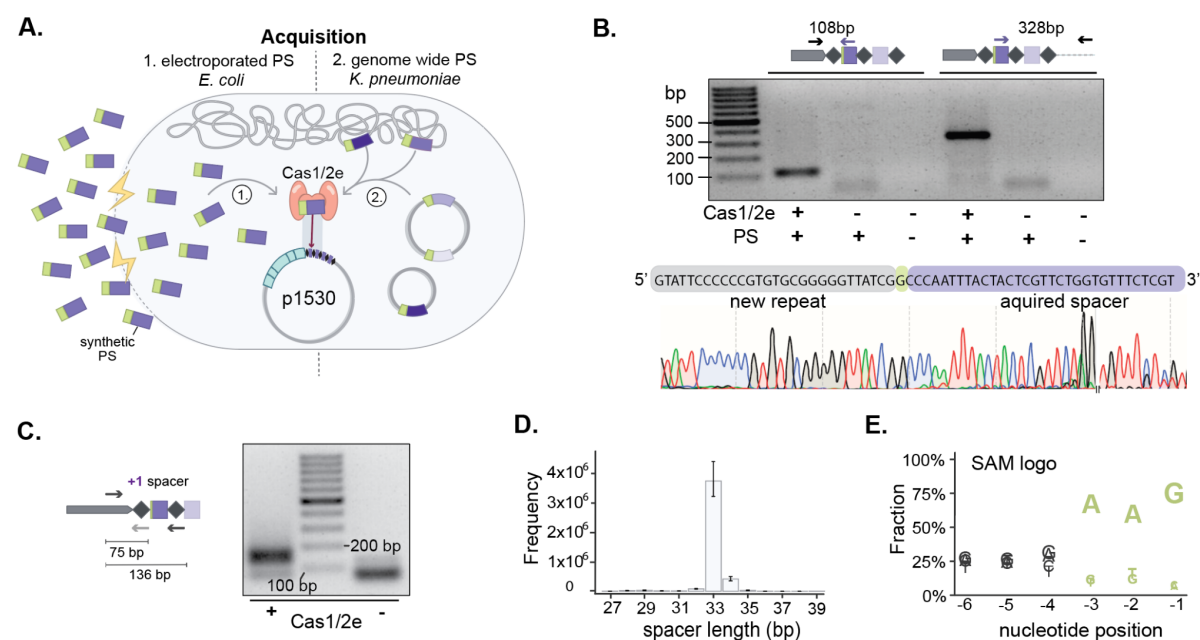 A.
Acquisition
1. electroporated PS
E. coli
2. genome wide PS
K. pneumoniae
Cas1/2e
1.
2.
p1530
synthetic
PS
B.
108bp
328bp
bp
500
300
200
100
Cas1/2e + - - + - -
PS + + - + + -
5' GTATTCCCCCCGTGTGCGGGGGTTATCGGCCCAATTTACTACTCGTTCTGGTGTTTCTCGT 3'
new repeat
aquired spacer
C.
+1 spacer
75 bp
136 bp
-200 bp
100 bp
+ Cas1/2e -
D.
Frequency
4x10⁶
3x10⁶
2x10⁶
1x10⁶
0
27 29 31 33 35 37 39
spacer length (bp)
E.
SAM logo
Fraction
100%
75%
50%
25%
0%
A A G
G T
G
-6 -5 -4 -3 -2 -1
nucleotide position